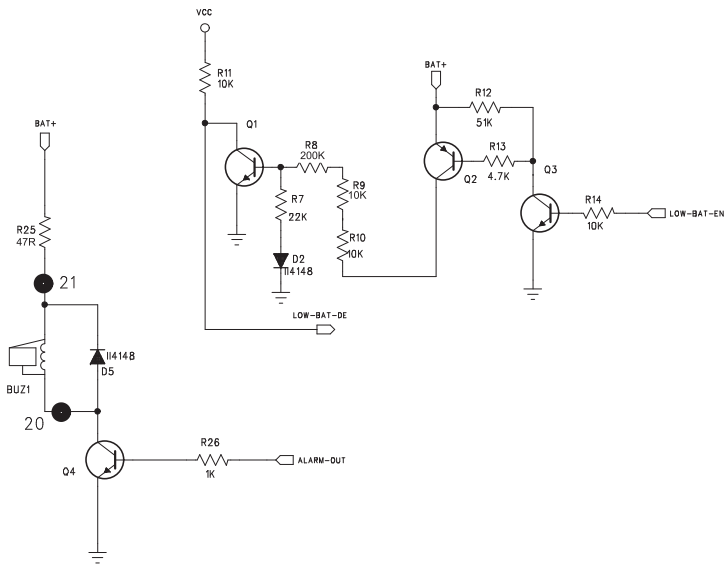 VCC
R11
10K
Q1
BAT+
R12
51K
BAT+
R8
200K
R13
4.7K
Q3
Q2
R9
10K
R7
22K
R14
10K
LOW-BAT-EN
R25
47R
R10
10K
D2
II4148
21
LOW-BAT-DE
II4148
D5
BUZ1
20
R26
1K
ALARM-OUT
Q4